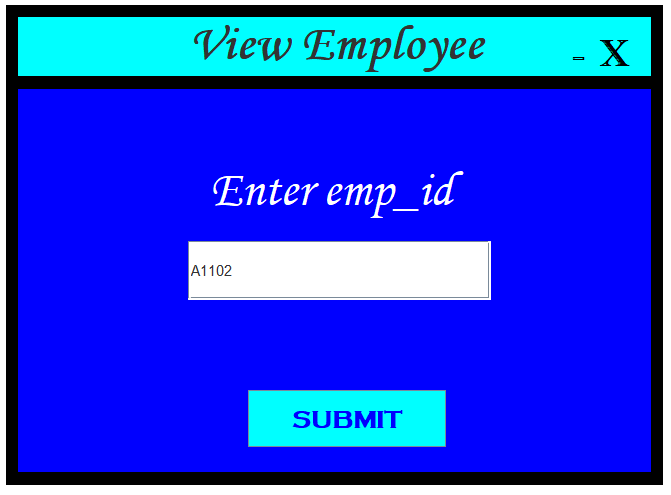 View Employee
- X
Enter emp_id
A1102
SUBMIT